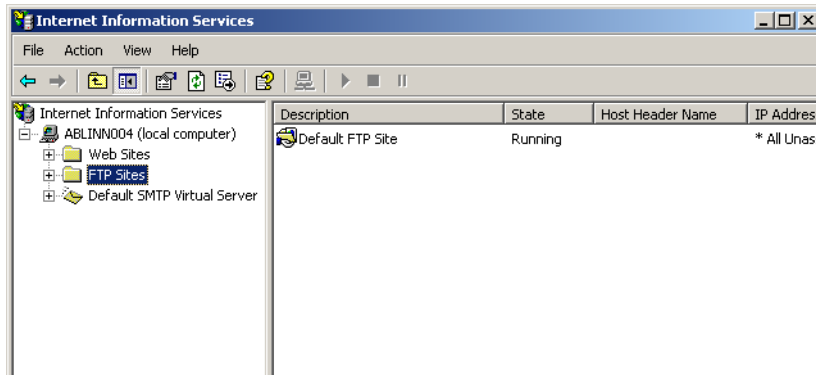 Internet Information Services
File Action View Help
Internet Information Services
ABLINN004 (local computer)
Web Sites
FTP Sites
Default SMTP Virtual Server
Description State Host Header Name IP Addres
Default FTP Site Running * All Unas